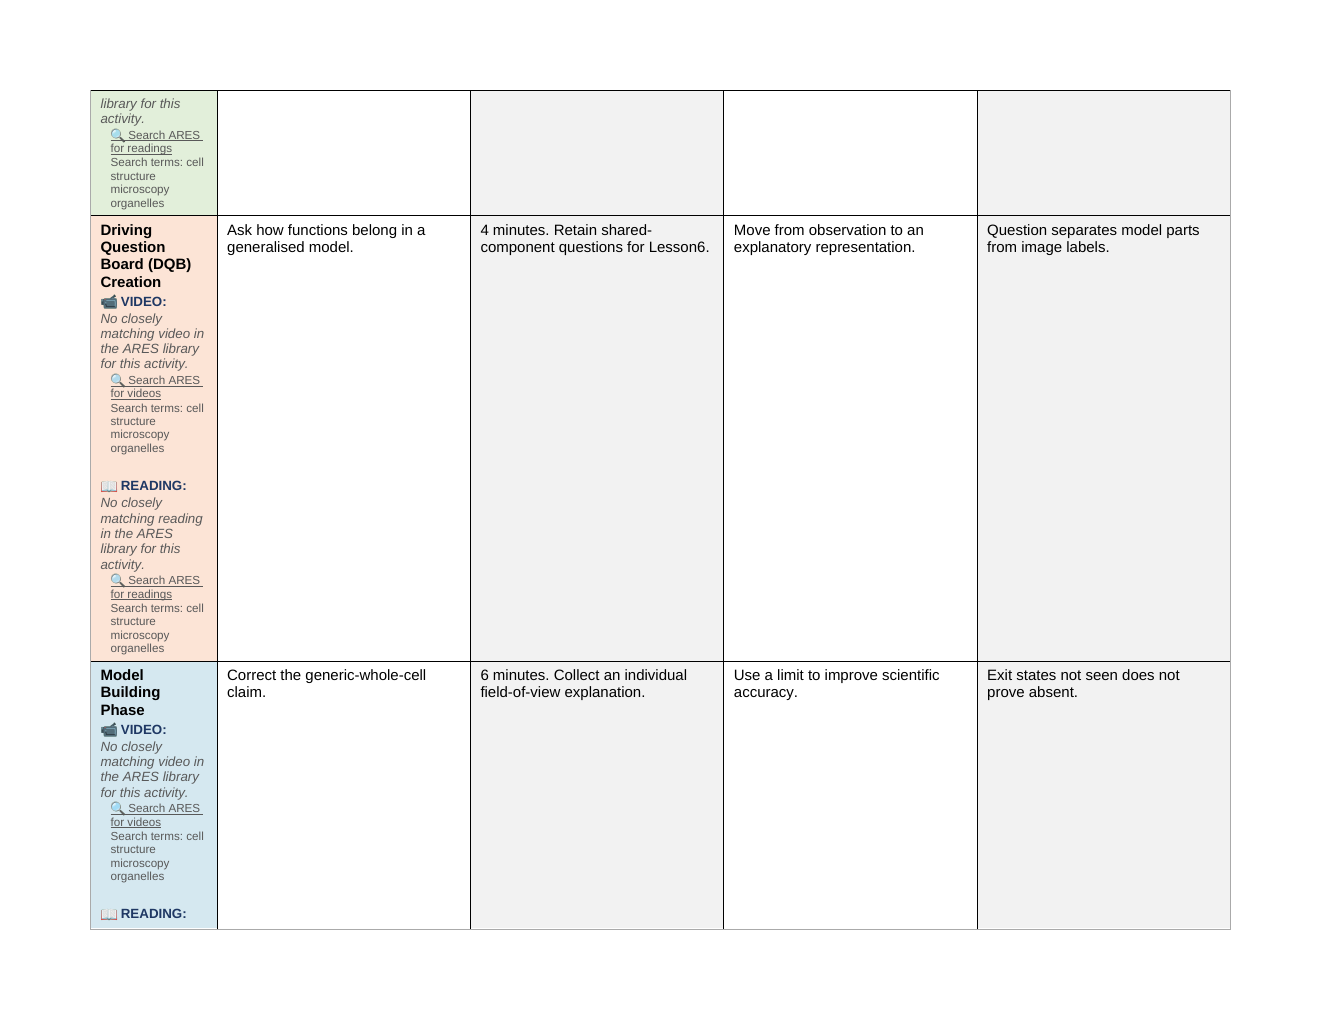 library for this
activity.
🔍 Search ARES
for readings
Search terms: cell
structure
microscopy
organelles
Driving
Question
Board (DQB)
Creation
📹 VIDEO:
No closely
matching video in
the ARES library
for this activity.
🔍 Search ARES
for videos
Search terms: cell
structure
microscopy
organelles
📖 READING:
No closely
matching reading
in the ARES
library for this
activity.
🔍 Search ARES
for readings
Search terms: cell
structure
microscopy
organelles
Ask how functions belong in a
generalised model.
4 minutes. Retain shared-
component questions for Lesson6.
Move from observation to an
explanatory representation.
Question separates model parts
from image labels.
Model
Building
Phase
📹 VIDEO:
No closely
matching video in
the ARES library
for this activity.
🔍 Search ARES
for videos
Search terms: cell
structure
microscopy
organelles
📖 READING:
Correct the generic-whole-cell
claim.
6 minutes. Collect an individual
field-of-view explanation.
Use a limit to improve scientific
accuracy.
Exit states not seen does not
prove absent.